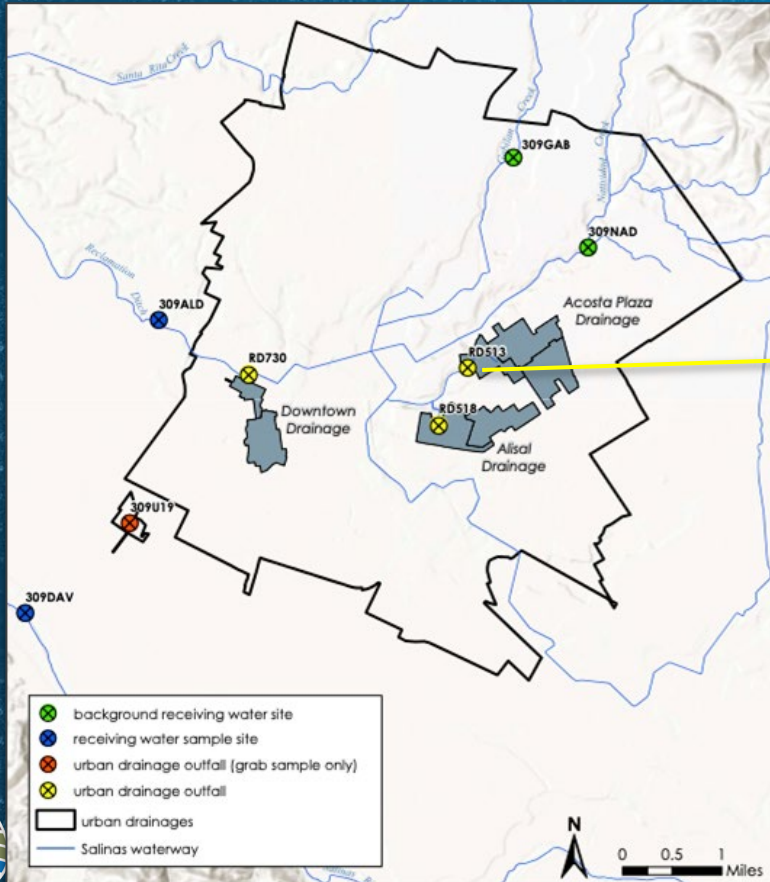 Santa Rita Creek
Gabilan Creek
309GAB
Natividad Creek
309NAD
Reclamation
Ditch
309ALD
Acosta Plaza
Drainage
RD513
RD730
RD518
Downtown
Drainage
Alisal
Drainage
309U19
309DAV
background receiving water site
receiving water sample site
urban drainage outfall (grab sample only)
urban drainage outfall
urban drainages
Salinas waterway
N
0 0.5 1
Miles